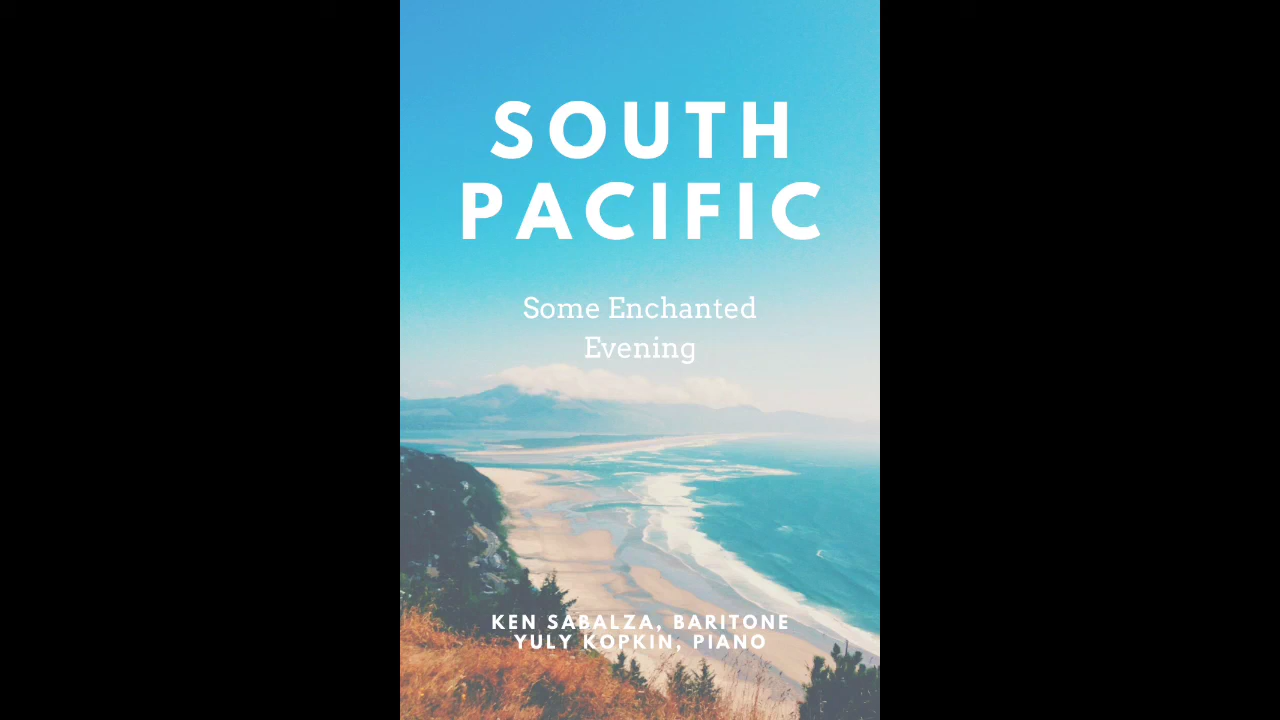 SOUTH
PACIFIC
Some Enchanted
Evening
KEN SABALZA, BARITONE
YULY KOPKIN, PIANO